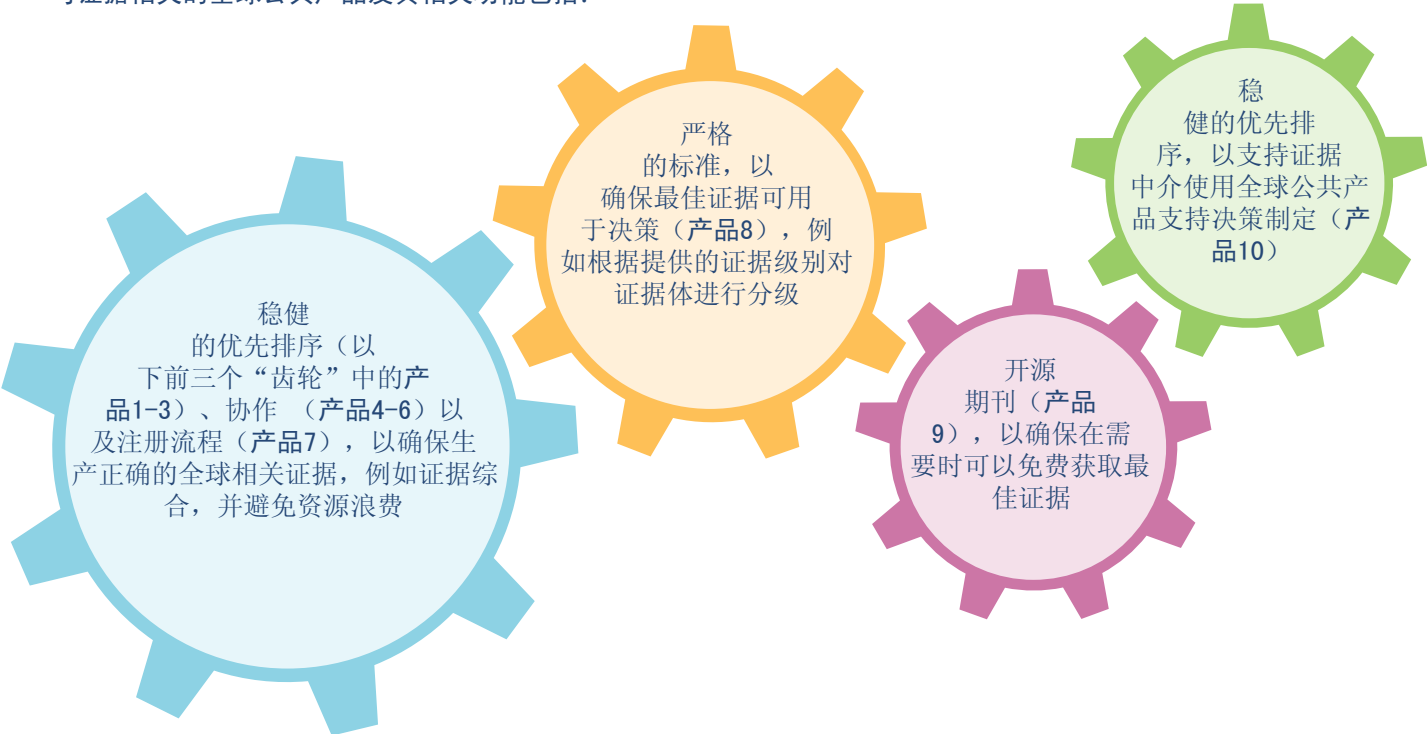 稳健
的优先排序（以
下前三个“齿轮”中的产
品1-3）、协作 （产品4-6）以
及注册流程（产品7），以确保生
产正确的全球相关证据，例如证据综
合，并避免资源浪费
严格
的标准，以
确保最佳证据可用
于决策（产品8），例
如根据提供的证据级别对
证据体进行分级
开源
期刊（产品
9），以确保在需
要时可以免费获取最
佳证据
稳
健的优先排
序，以支持证据
中介使用全球公共产
品支持决策制定（产
品10）